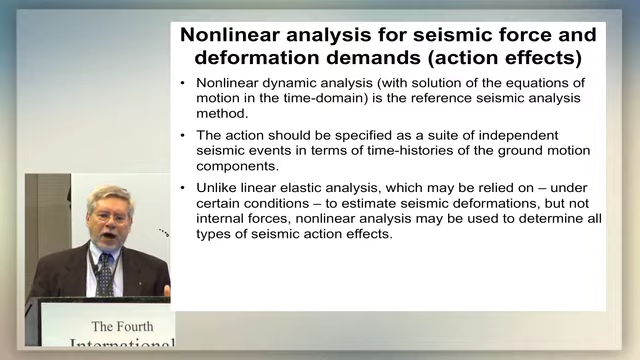 Nonlinear analysis for seismic force and
deformation demands (action effects)
• Nonlinear dynamic analysis (with solution of the equations of
motion in the time-domain) is the reference seismic analysis
method.
• The action should be specified as a suite of independent
seismic events in terms of time-histories of the ground motion
components.
• Unlike linear elastic analysis, which may be relied on – under
certain conditions – to estimate seismic deformations, but not
internal forces, nonlinear analysis may be used to determine all
types of seismic action effects.
The Fourth
International